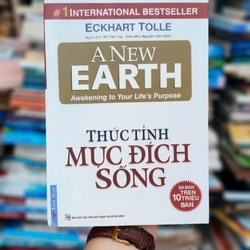 #1 INTERNATIONAL BESTSELLER
ECKHART TOLLE
A NEW
EARTH
Awakening to Your Life's Purpose
THỨC TỈNH
MỤC ĐÍCH
SỐNG
ĐÃ BÁN
TRÊN
10 TRIỆU
BẢN